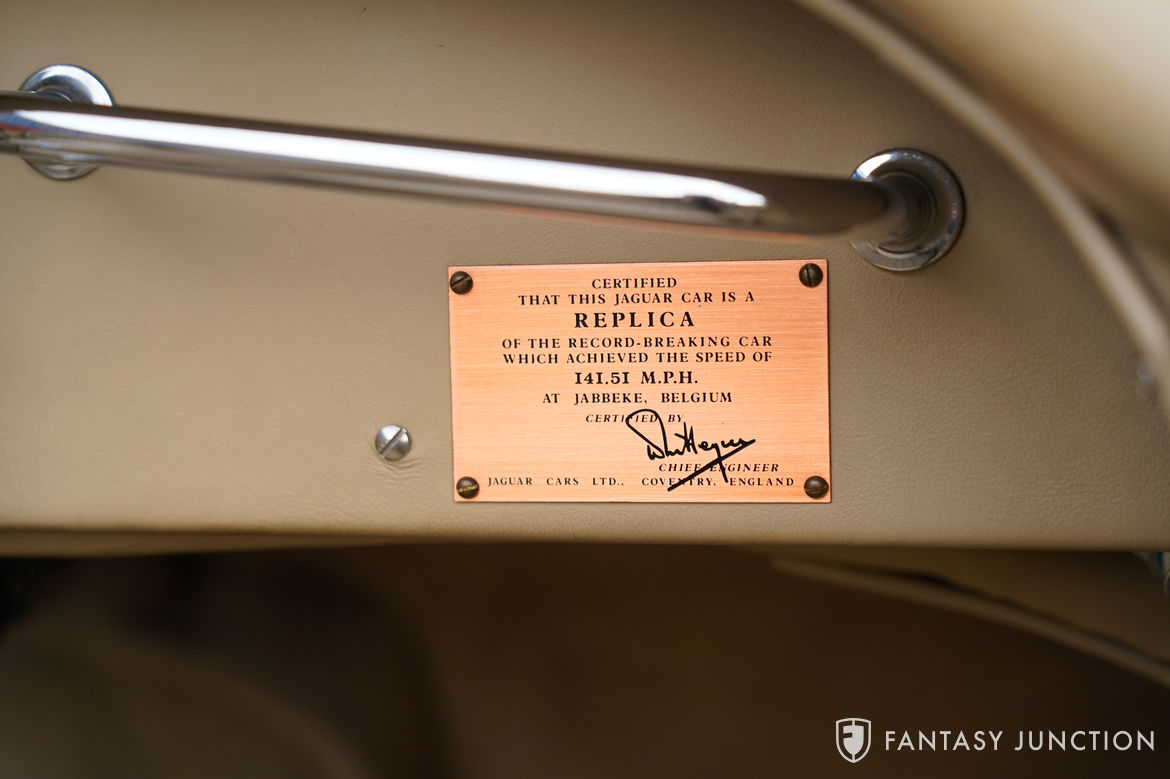 CERTIFIED
THAT THIS JAGUAR CAR IS A
REPLICA
OF THE RECORD-BREAKING CAR
WHICH ACHIEVED THE SPEED OF
141.51 M.P.H.
AT JABBEKE, BELGIUM
CERTIFIED BY
CHIEF ENGINEER
JAGUAR CARS LTD., COVENTRY, ENGLAND
FANTASY JUNCTION